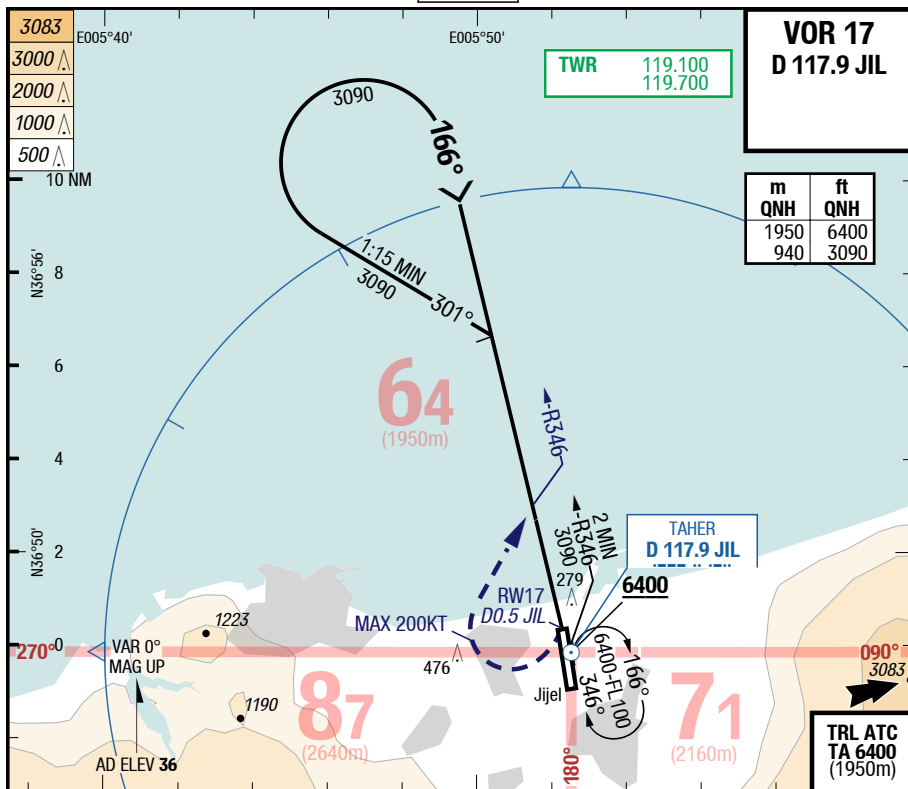 3083
3000
2000
1000
500
E005°40'
E005°50'
TWR 119.100
119.700
VOR 17
D 117.9 JIL
m ft
QNH QNH
1950 6400
940 3090
3090
166°
10 NM
8
6
4
2
0
N36°56'
N36°50'
1:15 MIN
3090
301°
64
(1950m)
R346
2 MIN
R346
3090
279
TAHER
D 117.9 JIL
6400
RW17
D0.5 JIL
MAX 200KT
476
1223
270°
VAR 0°
MAG UP
1190
AD ELEV 36
87
(2640m)
Jijel
6400-FL100
166°
346°
180°
71
(2160m)
090°
3083
TRL ATC
TA 6400
(1950m)